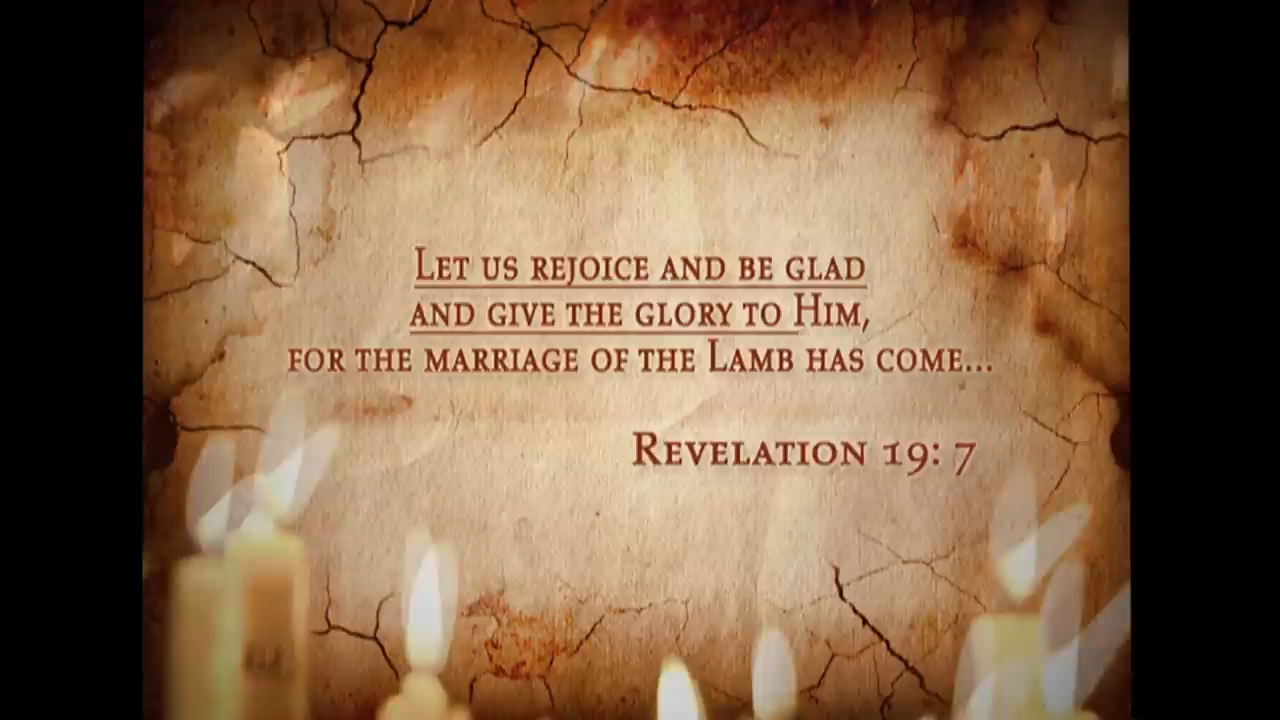 Let us rejoice and be glad
and give the glory to Him,
for the marriage of the Lamb has come...
Revelation 19: 7